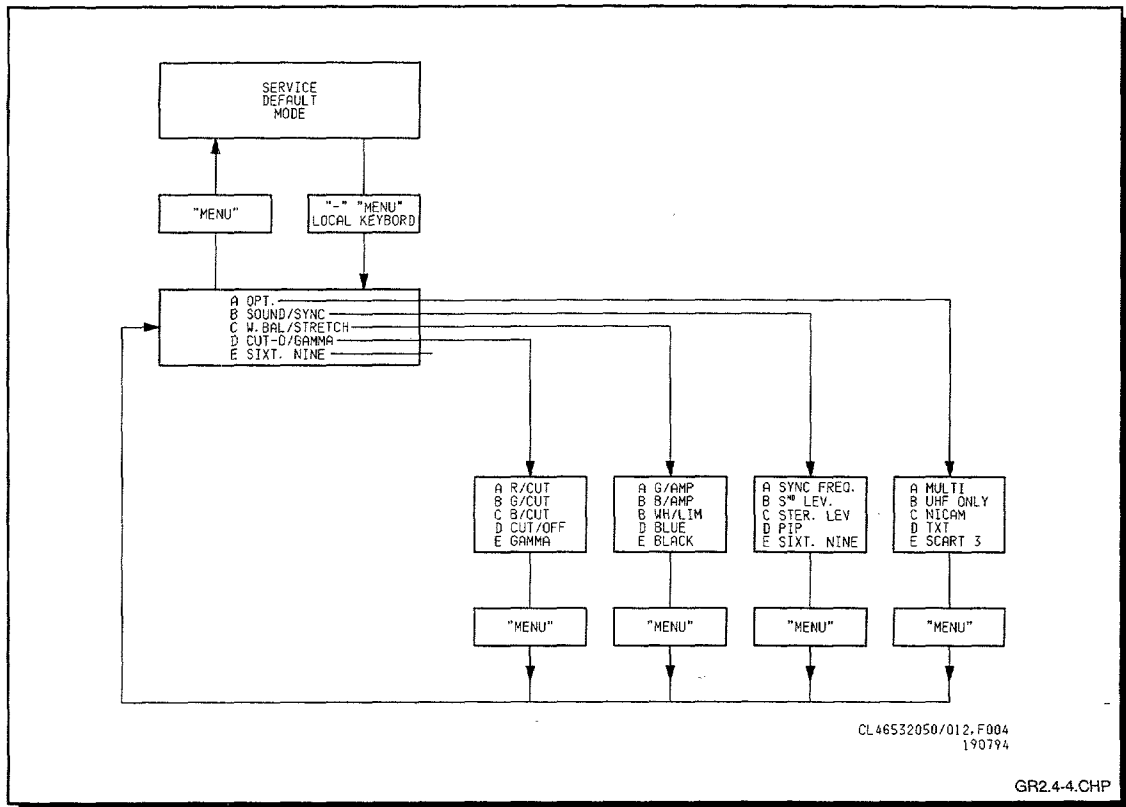 SERVICE
DEFAULT
MODE
"MENU"
"-" "MENU"
LOCAL KEYBORD
A OPT.
B SOUND/SYNC
C W.BAL/STRETCH
D CUT-O/GAMMA
E SIXT. NINE
A R/CUT
B G/CUT
C B/CUT
D CUT/OFF
E GAMMA
A G/AMP
B B/AMP
B WH/LIM
D BLUE
E BLACK
A SYNC FREQ.
B Sᴺᴰ LEV.
C STER. LEV
D PIP
E SIXT. NINE
A MULTI
B UHF ONLY
C NICAM
D TXT
E SCART 3
"MENU"
"MENU"
"MENU"
"MENU"
CL46532050/012,F004
190794
GR2.4-4.CHP